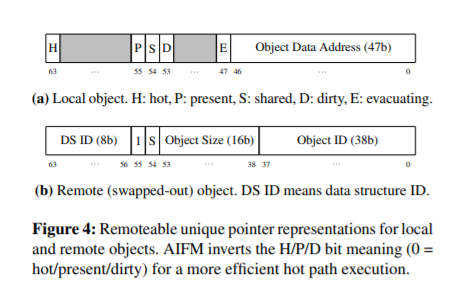 H P S D E Object Data Address (47b)
63 ... 55 54 53 ... 47 46 ... 0
(a) Local object. H: hot, P: present, S: shared, D: dirty, E: evacuating.
DS ID (8b) 1 S Object Size (16b) Object ID (38b)
63 ... 56 55 54 53 ... 38 37 ... 0
(b) Remote (swapped-out) object. DS ID means data structure ID.
Figure 4: Remoteable unique pointer representations for local
and remote objects. AIFM inverts the H/P/D bit meaning (0 =
hot/present/dirty) for a more efficient hot path execution.